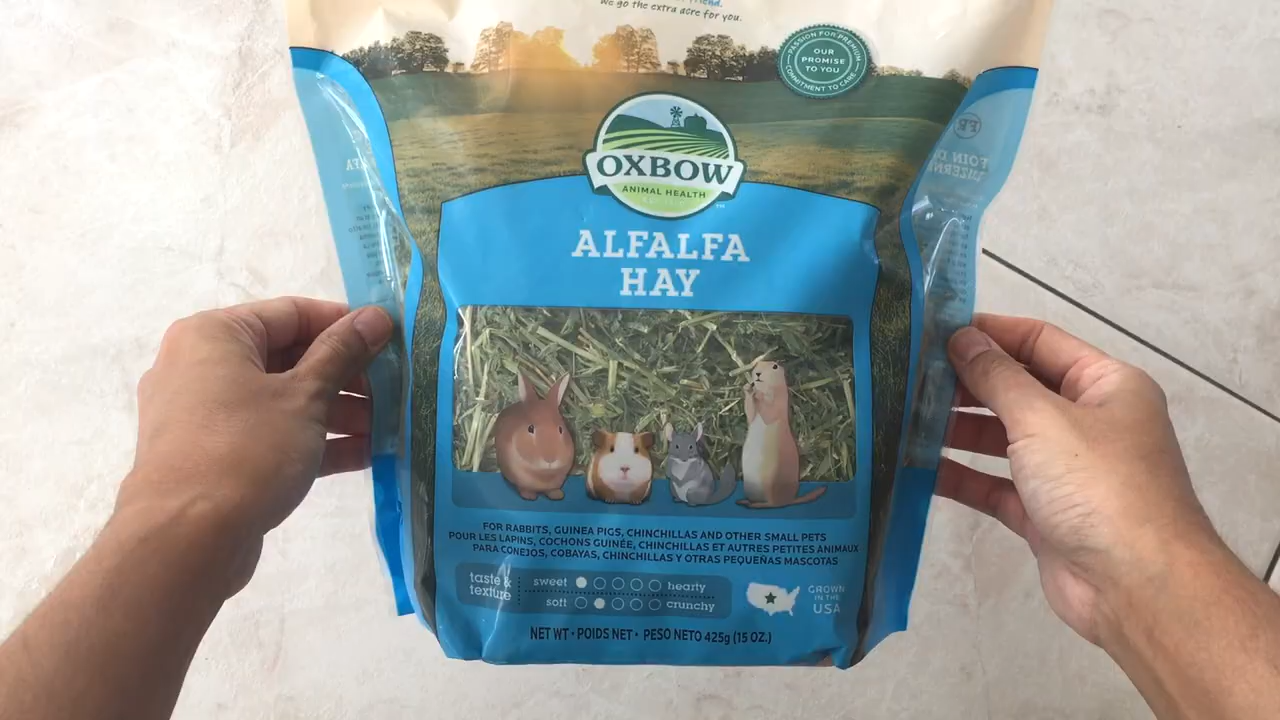 friend.
we go the extra acre for you.
PASSION FOR PREMIUM
OUR
PROMISE
TO YOU
COMMITMENT TO CARE
OXBOW
ANIMAL HEALTH
TM
ALFALFA
HAY
FOR RABBITS, GUINEA PIGS, CHINCHILLAS AND OTHER SMALL PETS
POUR LES LAPINS, COCHONS GUINÉE, CHINCHILLAS ET AUTRES PETITES ANIMAUX
PARA CONEJOS, COBAYAS, CHINCHILLAS Y OTRAS PEQUEÑAS MASCOTAS
taste &
texture
sweet hearty
soft crunchy
GROWN
IN THE
USA
NET WT • POIDS NET • PESO NETO 425g (15 OZ.)